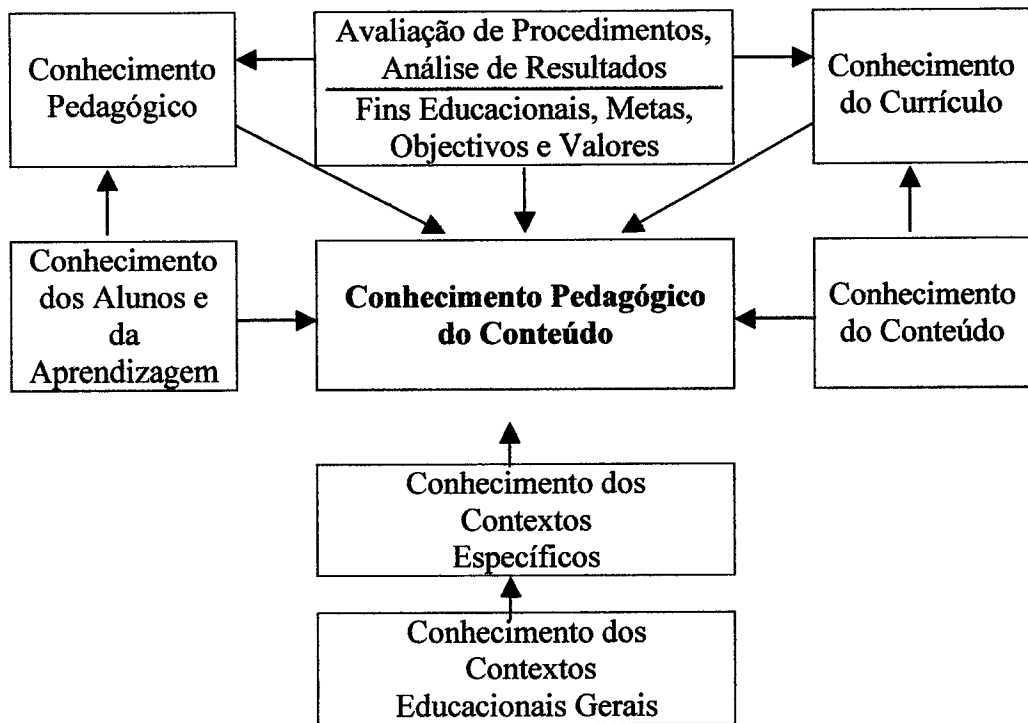 Conhecimento
Pedagógico
Avaliação de Procedimentos,
Análise de Resultados
Fins Educacionais, Metas,
Objectivos e Valores
Conhecimento
do Currículo
Conhecimento
dos Alunos e
da
Aprendizagem
Conhecimento Pedagógico
do Conteúdo
Conhecimento
do Conteúdo
Conhecimento dos
Contextos
Específicos
Conhecimento dos
Contextos
Educacionais Gerais